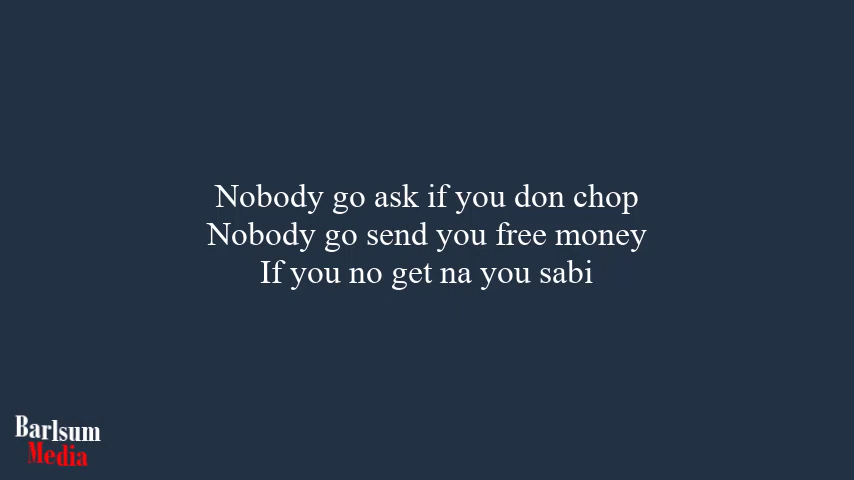 Nobody go ask if you don chop
Nobody go send you free money
If you no get na you sabi
Barlsum
Media